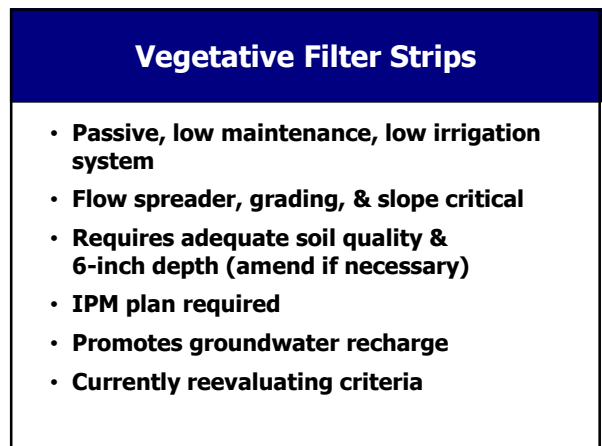 Vegetative Filter Strips
• Passive, low maintenance, low irrigation
system
• Flow spreader, grading, & slope critical
• Requires adequate soil quality &
6-inch depth (amend if necessary)
• IPM plan required
• Promotes groundwater recharge
• Currently reevaluating criteria